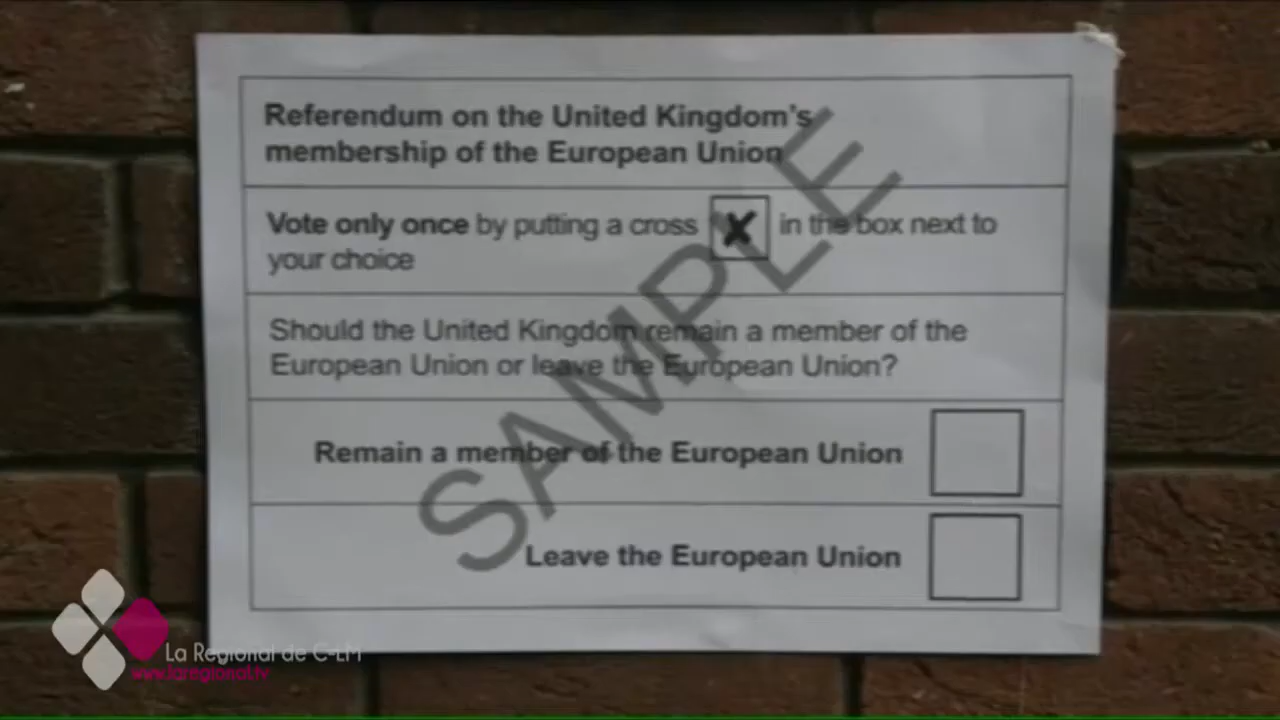 Referendum on the United Kingdom's
membership of the European Union
Vote only once by putting a cross X in the box next to
your choice
Should the United Kingdom remain a member of the
European Union or leave the European Union?
Remain a member of the European Union
Leave the European Union
SAMPLE
La Regional de C-LM
www.laregional.tv